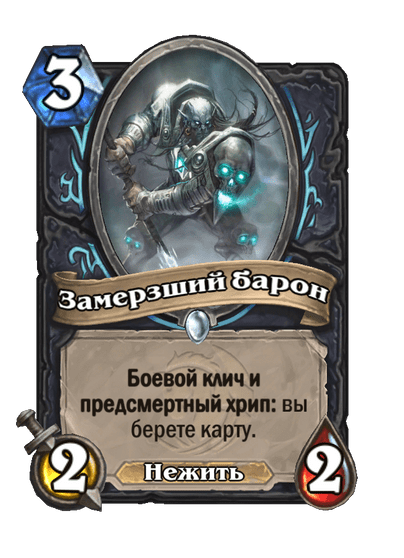 3
Замерзший барон
Боевой клич и
предсмертный хрип: вы
берете карту.
2
Нежить
2